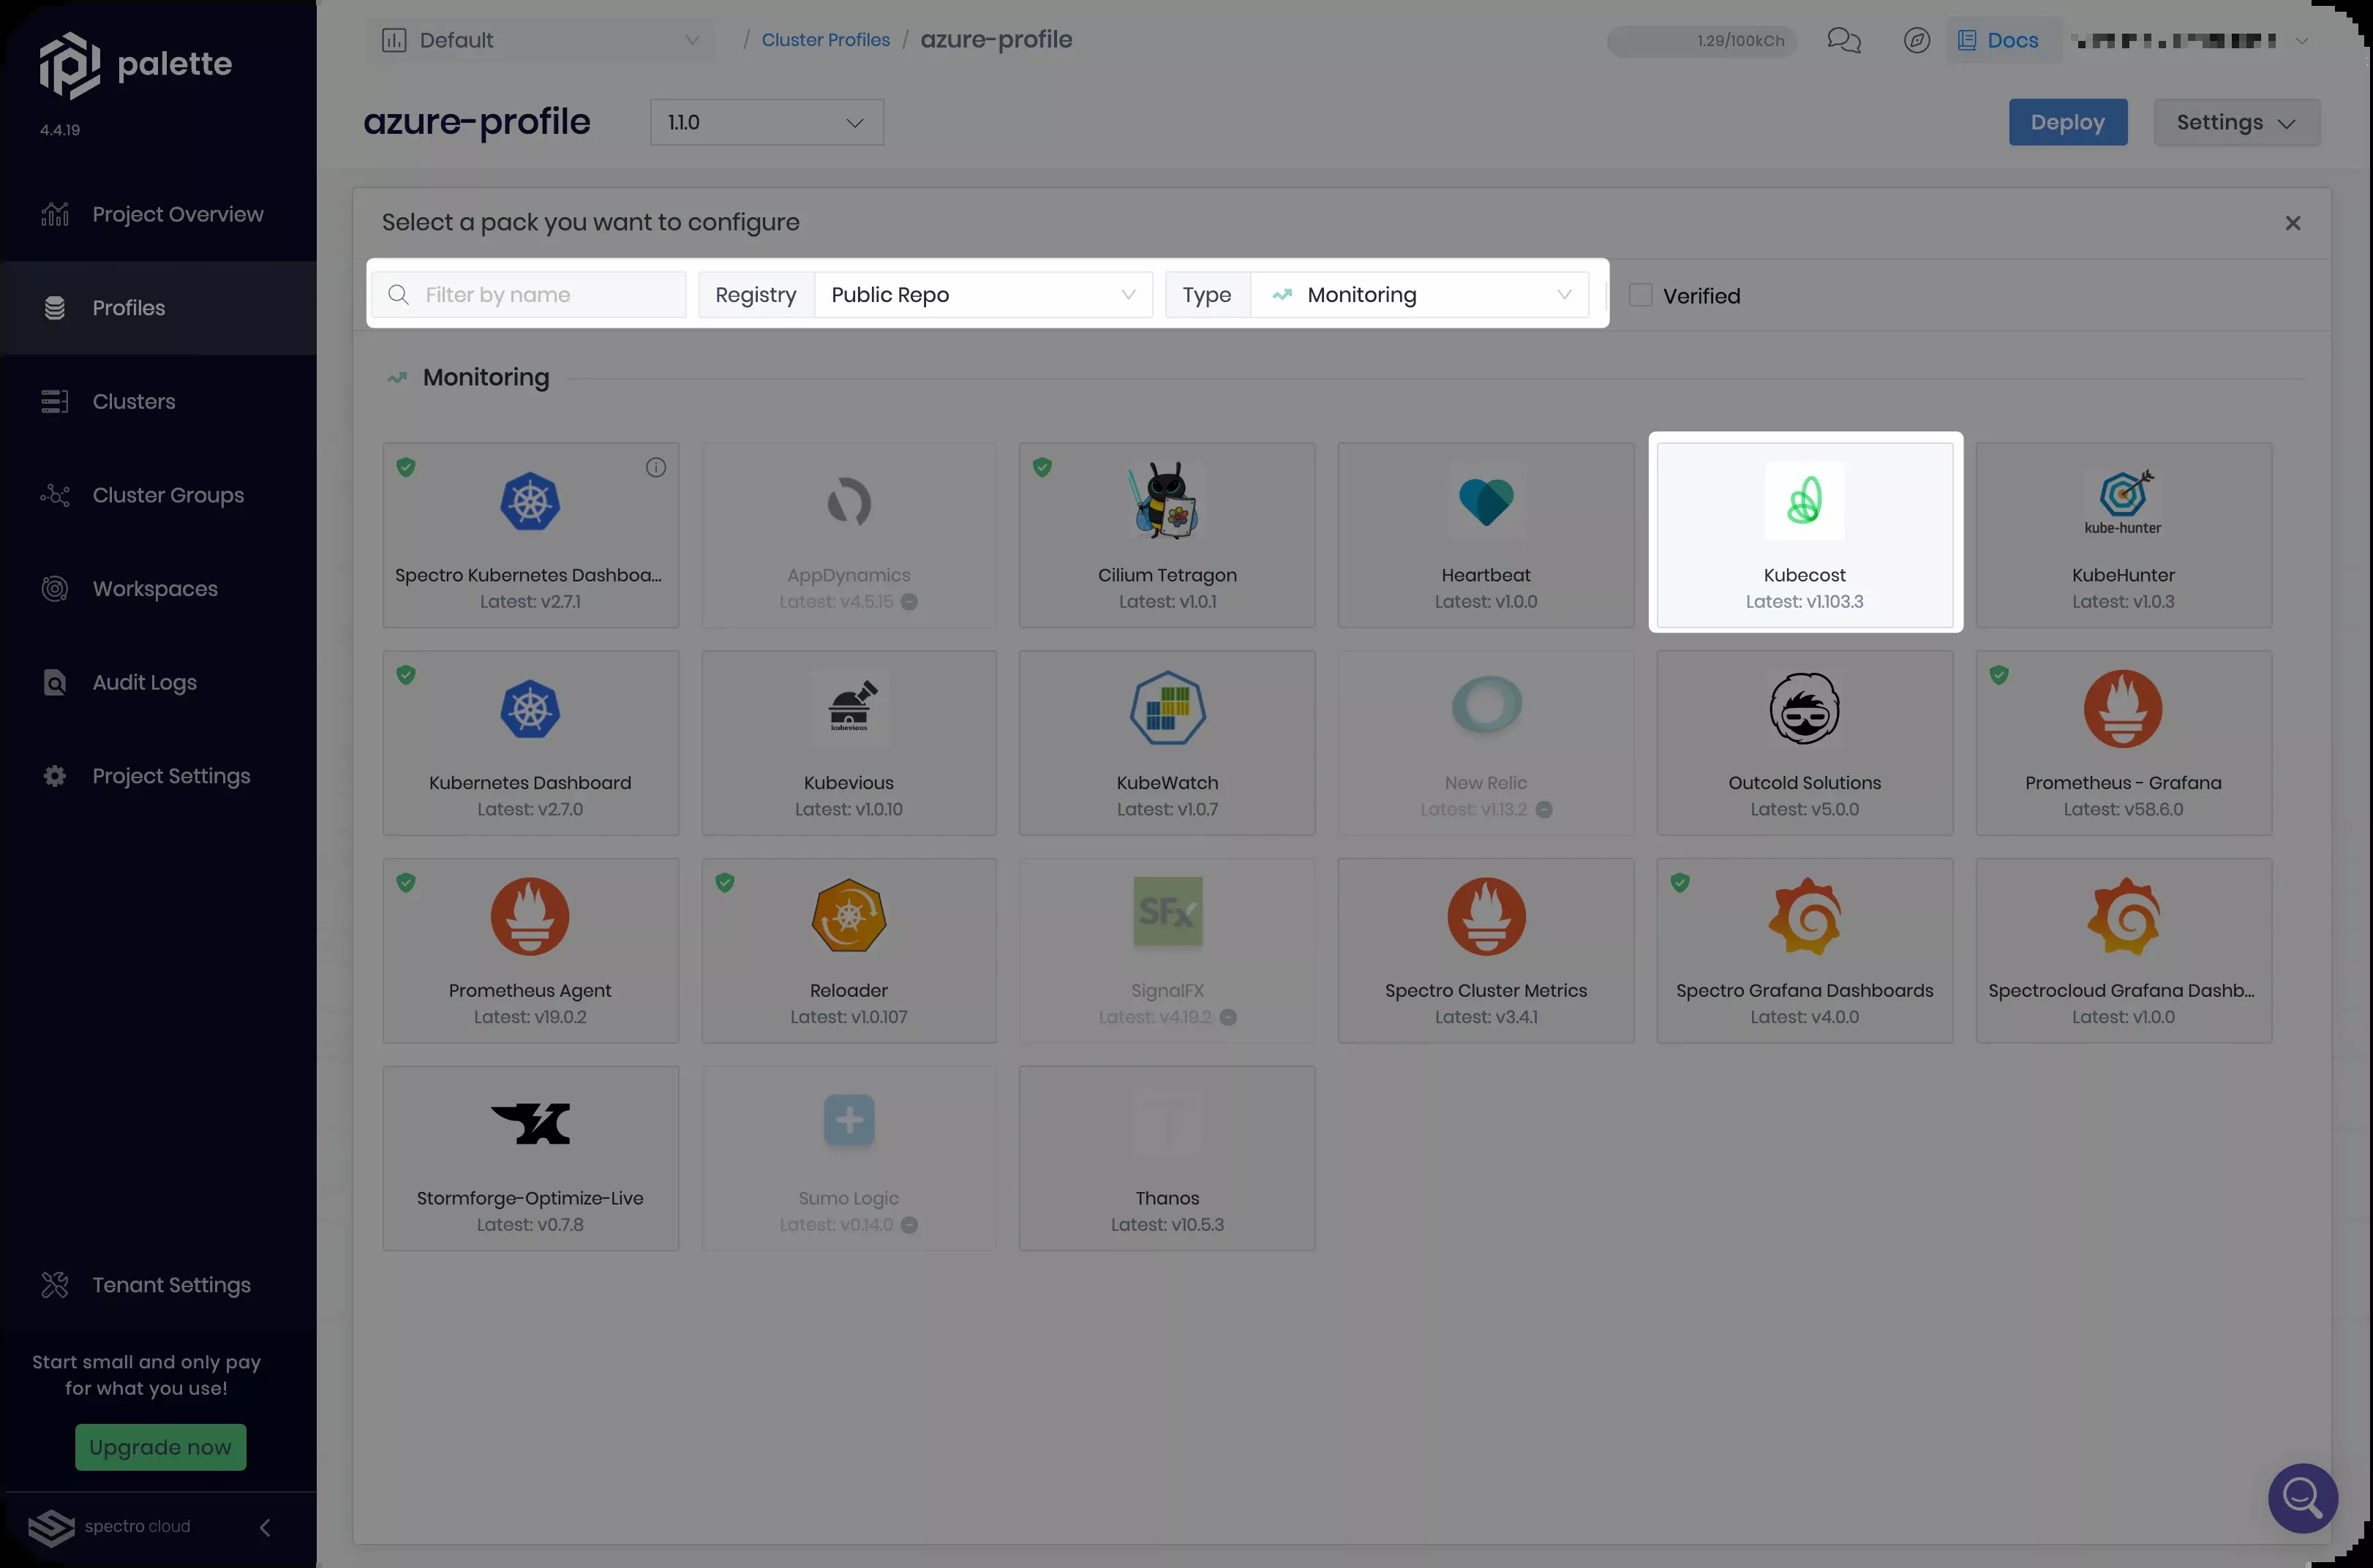 palette
4.4.19
Project Overview
Profiles
Clusters
Cluster Groups
Workspaces
Audit Logs
Project Settings
Tenant Settings
Start small and only pay
for what you use!
Upgrade now
spectro cloud
Default / Cluster Profiles / azure-profile 1.29/100kCh Docs
azure-profile 1.1.0 Deploy Settings
Select a pack you want to configure
Filter by name Registry Public Repo Type Monitoring Verified
Monitoring
Spectro Kubernetes Dashboa...
Latest: v2.7.1
AppDynamics
Latest: v4.5.15
Cilium Tetragon
Latest: v1.0.1
Heartbeat
Latest: v1.0.0
Kubecost
Latest: v1.103.3
kube-hunter
KubeHunter
Latest: v1.0.3
Kubernetes Dashboard
Latest: v2.7.0
kubevious
Kubevious
Latest: v1.0.10
KubeWatch
Latest: v1.0.7
New Relic
Latest: v1.13.2
Outcold Solutions
Latest: v5.0.0
Prometheus - Grafana
Latest: v58.6.0
Prometheus Agent
Latest: v19.0.2
Reloader
Latest: v1.0.107
SFx
SignalFX
Latest: v4.19.2
Spectro Cluster Metrics
Latest: v3.4.1
Spectro Grafana Dashboards
Latest: v4.0.0
Spectrocloud Grafana Dashb...
Latest: v1.0.0
Stormforge-Optimize-Live
Latest: v0.7.8
Sumo Logic
Latest: v0.14.0
T
Thanos
Latest: v10.5.3